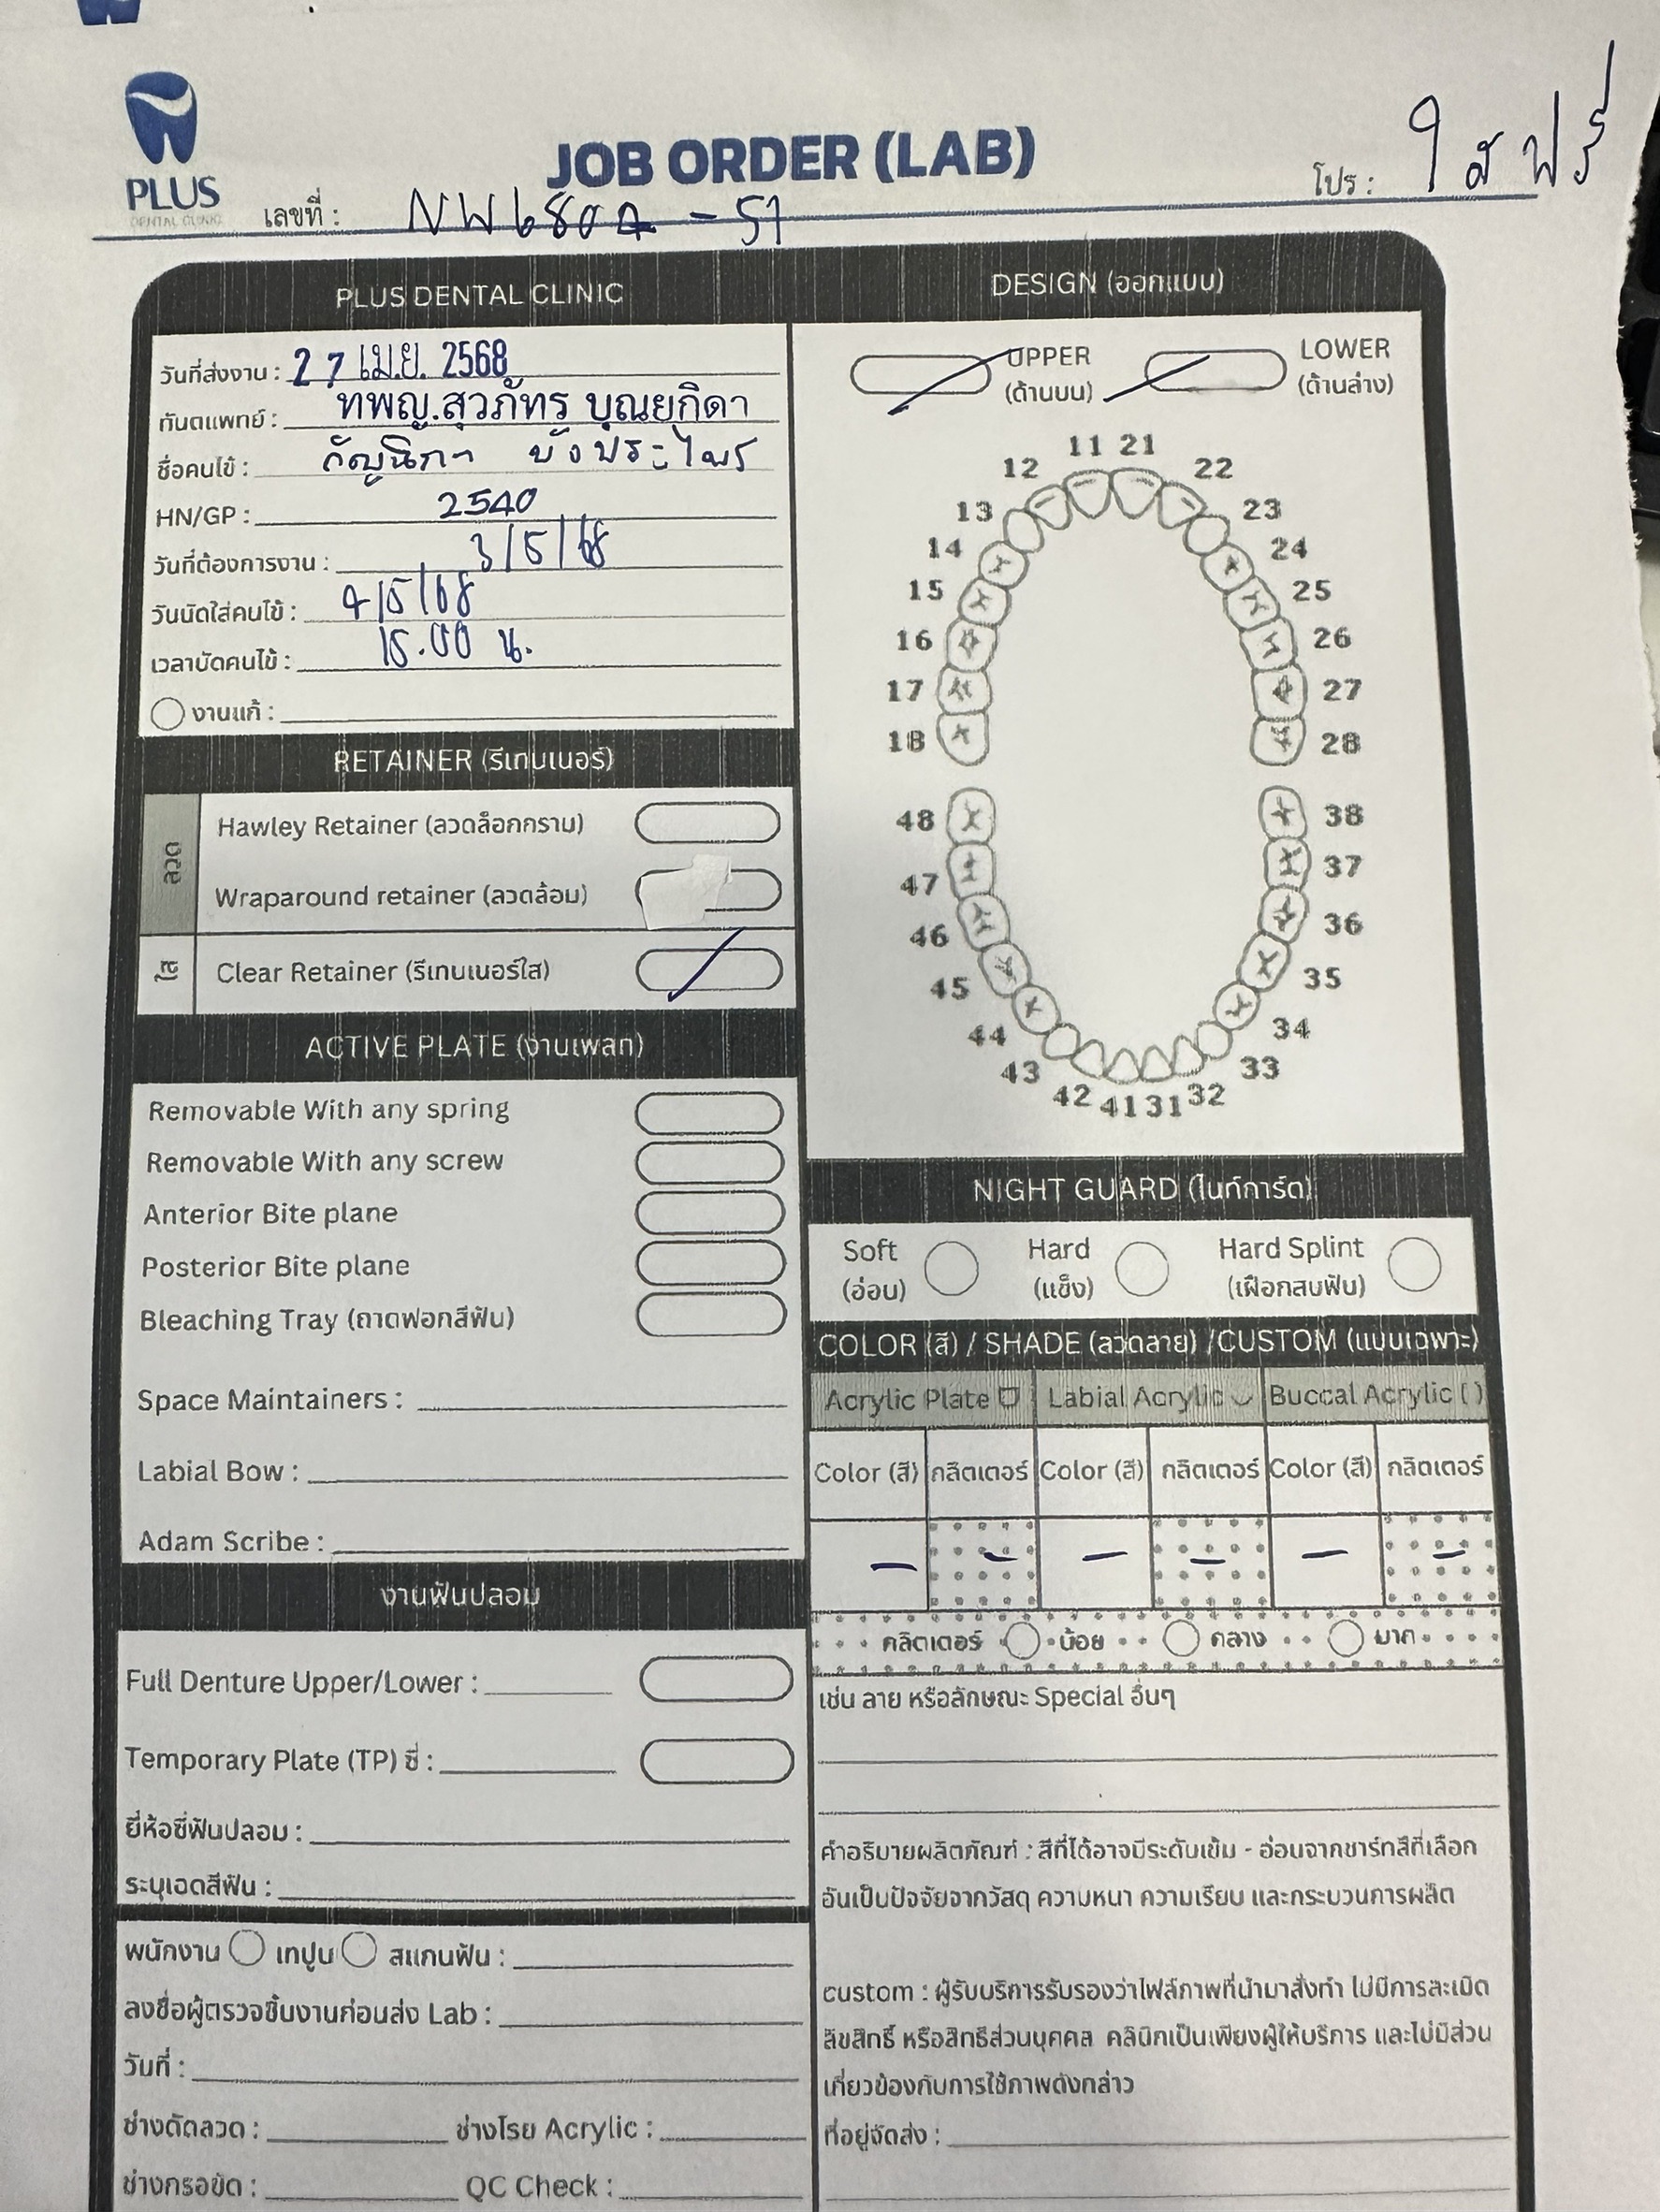 PLUS
DENTAL CLINIC
JOB ORDER (LAB)
เลขที่ : NW6804-51
โปร : ใสฟรี
PLUS DENTAL CLINIC
วันที่ส่งงาน : 27 เม.ย. 2568
ทันตแพทย์ : ทพญ.สุวภัทร บุณยกิดา
ชื่อคนไข้ : กัญนิภา บังประไพร
HN/GP : 2540
วันที่ต้องการงาน : 3/5/68
วันนัดใส่คนไข้ : 4/5/68
เวลานัดคนไข้ : 15.00 น.
งานแก้ :
RETAINER (รีเทนเนอร์)
ลวด
Hawley Retainer (ลวดล็อกกราม)
Wraparound retainer (ลวดล้อม)
ใส
Clear Retainer (รีเทนเนอร์ใส)
ACTIVE PLATE (งานเพลท)
Removable With any spring
Removable With any screw
Anterior Bite plane
Posterior Bite plane
Bleaching Tray (ถาดฟอกสีฟัน)
Space Maintainers :
Labial Bow :
Adam Scribe :
งานฟันปลอม
Full Denture Upper/Lower :
Temporary Plate (TP) ซี่ :
ยี่ห้อซี่ฟันปลอม :
ระบุเฉดสีฟัน :
พนักงาน เทปูน สแกนฟัน :
ลงชื่อผู้ตรวจชิ้นงานก่อนส่ง Lab :
วันที่ :
ช่างดัดลวด : ช่างโรย Acrylic :
ช่างกรอขัด : QC Check :
DESIGN (ออกแบบ)
UPPER
(ด้านบน)
LOWER
(ด้านล่าง)
11 21
12 22
13 23
14 24
15 25
16 26
17 27
18 28
48 38
47 37
46 36
45 35
44 34
43 33
42 41 31 32
NIGHT GUARD (ไนท์การ์ด)
Soft
(อ่อน)
Hard
(แข็ง)
Hard Splint
(เฝือกสบฟัน)
COLOR (สี) / SHADE (ลวดลาย) /CUSTOM (แบบเฉพาะ)
Acrylic Plate Labial Acrylic Buccal Acrylic ( )
Color (สี) กลิตเตอร์ Color (สี) กลิตเตอร์ Color (สี) กลิตเตอร์
— — — — — —
กลิตเตอร์ น้อย กลาง มาก
เช่น ลาย หรือลักษณะ Special อื่นๆ
คำอธิบายผลิตภัณฑ์ : สีที่ได้อาจมีระดับเข้ม - อ่อนจากชาร์ทสีที่เลือก
อันเป็นปัจจัยจากวัสดุ ความหนา ความเรียบ และกระบวนการผลิต
custom : ผู้รับบริการรับรองว่าไฟล์ภาพที่นำมาสั่งทำ ไม่มีการละเมิด
ลิขสิทธิ์ หรือสิทธิส่วนบุคคล คลินิกเป็นเพียงผู้ให้บริการ และไม่มีส่วน
เกี่ยวข้องกับการใช้ภาพดังกล่าว
ที่อยู่จัดส่ง :